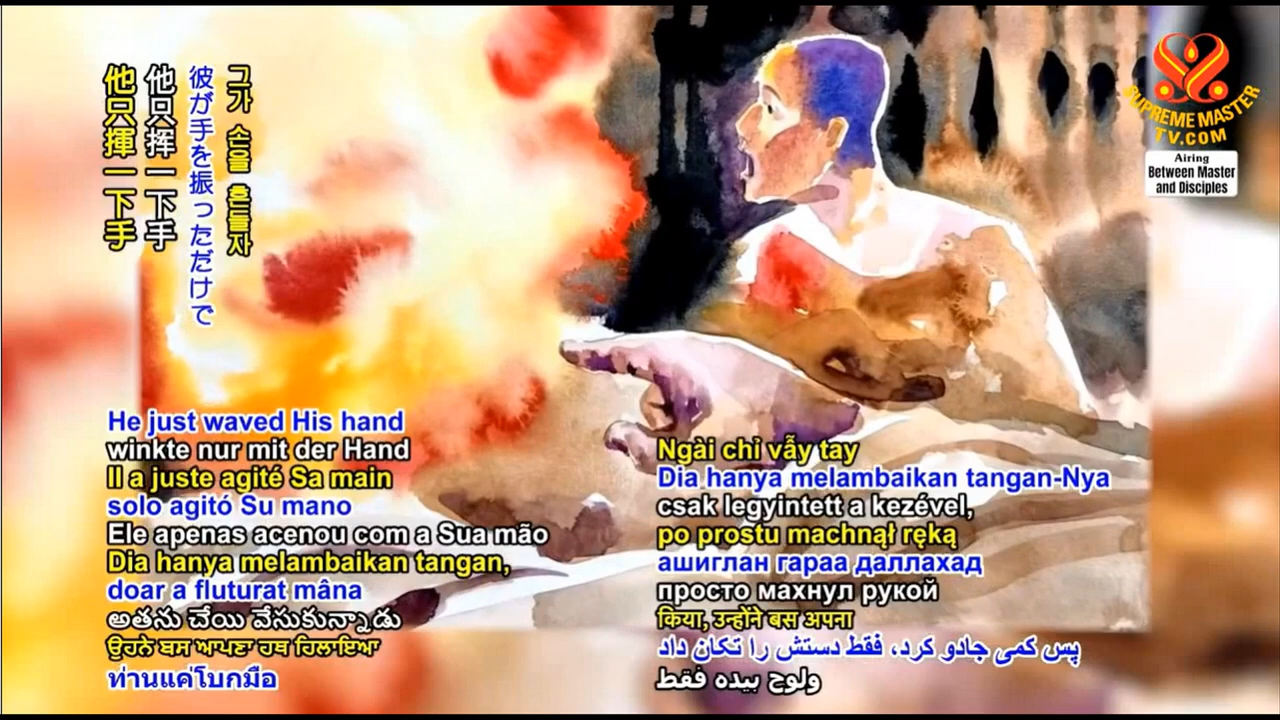 그가 손을 흔들자
彼が手を振っただけで
他只挥一下手
他只揮一下手
SUPREME MASTER
TV.COM
Airing
Between Master
and Disciples
He just waved His hand
winkte nur mit der Hand
Il a juste agité Sa main
solo agitó Su mano
Ele apenas acenou com a Sua mão
Dia hanya melambaikan tangan,
doar a fluturat mâna
అతను చేయి వేసుకున్నాడు
ਉਹਨੇ ਬਸ ਆਪਣਾ ਹਥ ਹਿਲਾਇਆ
ท่านแค่โบกมือ
Ngài chỉ vẫy tay
Dia hanya melambaikan tangan-Nya
csak legyintett a kezével,
po prostu machnął ręką
ашиглан гараа даллахад
просто махнул рукой
किया, उन्होंने बस अपना
پس کمی جادو کرد، فقط دستش را تکان داد
ولوح بيده فقط